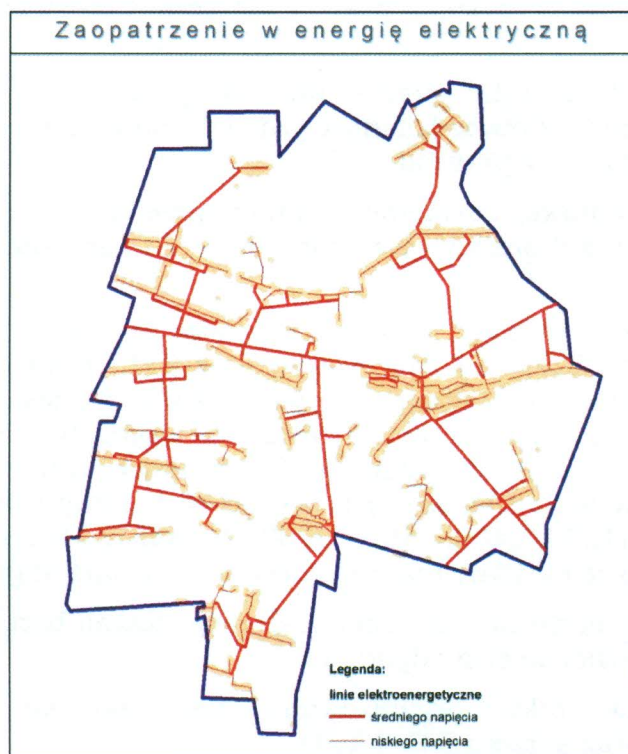 Zaopatrzenie w energię elektryczną
Legenda:
linie elektroenergetyczne
średniego napięcia
niskiego napięcia